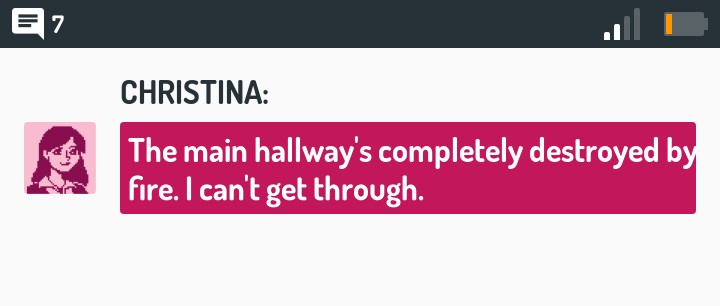 7
CHRISTINA:
The main hallway's completely destroyed by
fire. I can't get through.